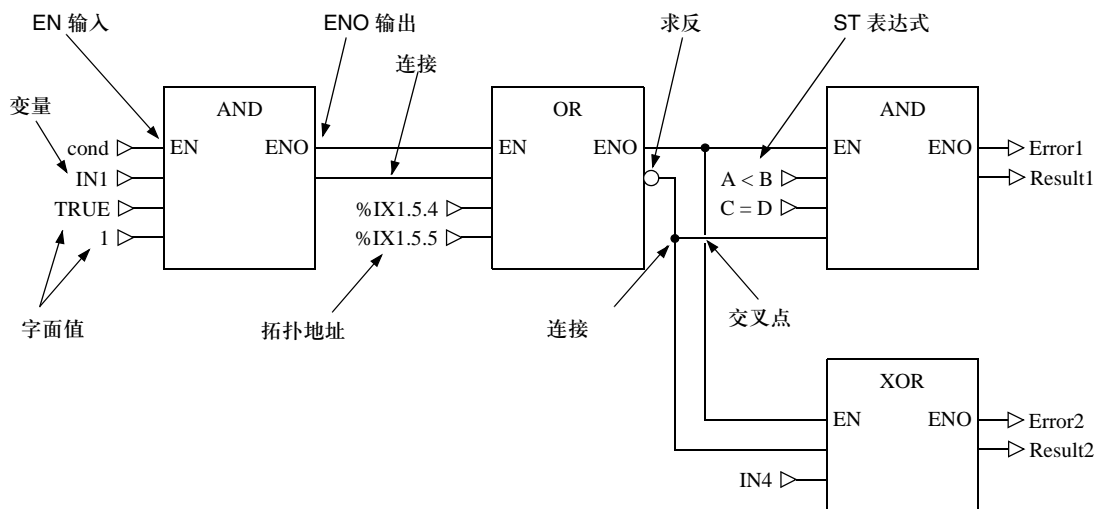 EN 输入
ENO 输出
连接
求反
ST 表达式
变量
AND
OR
AND
cond
EN
ENO
EN
ENO
EN
ENO
Error1
IN1
A < B
Result1
TRUE
%IX1.5.4
C = D
1
%IX1.5.5
字面值
拓扑地址
连接
交叉点
XOR
EN
ENO
Error2
Result2
IN4